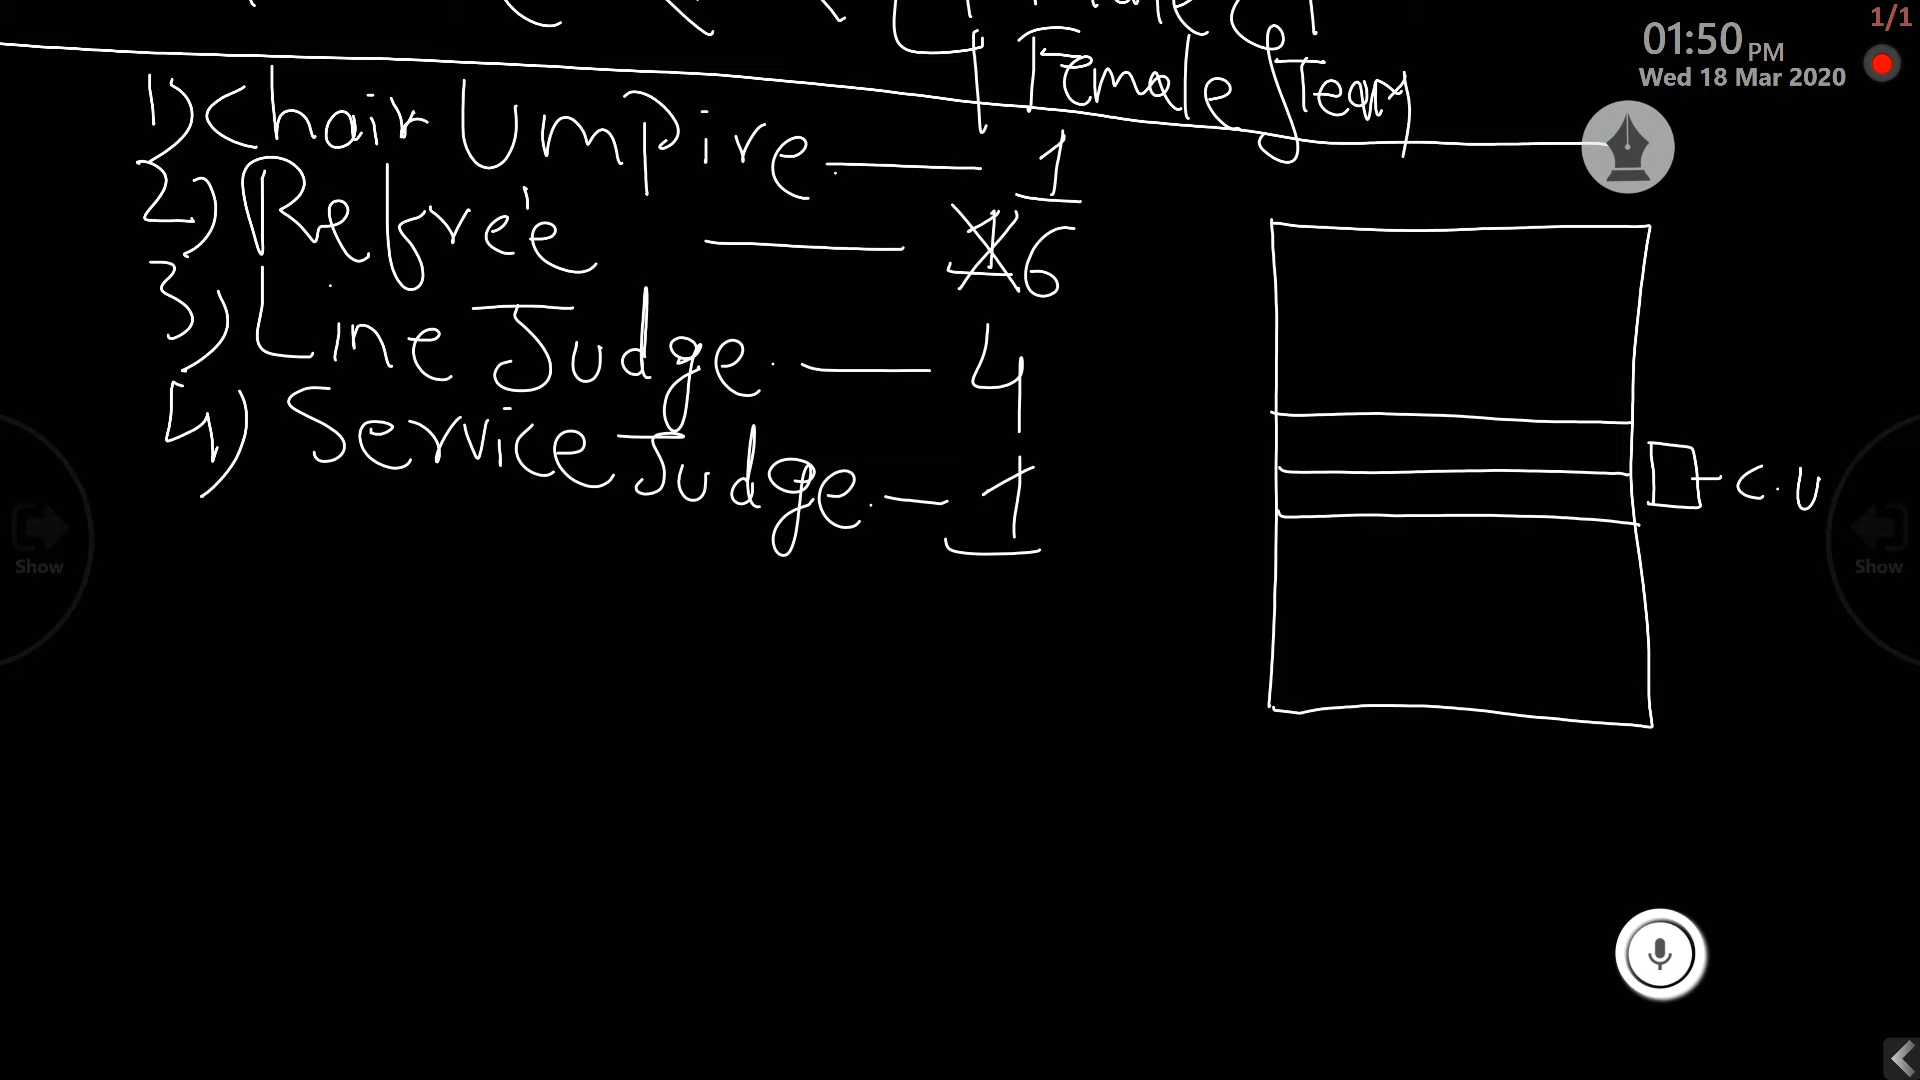 1/1
01:50 PM
Wed 18 Mar 2020
Female Team
1) Chair Umpire — 1
2) Refree — 6
3) Line Judge. — 4
4) Service Judge. — 1
C.U
Show
Show